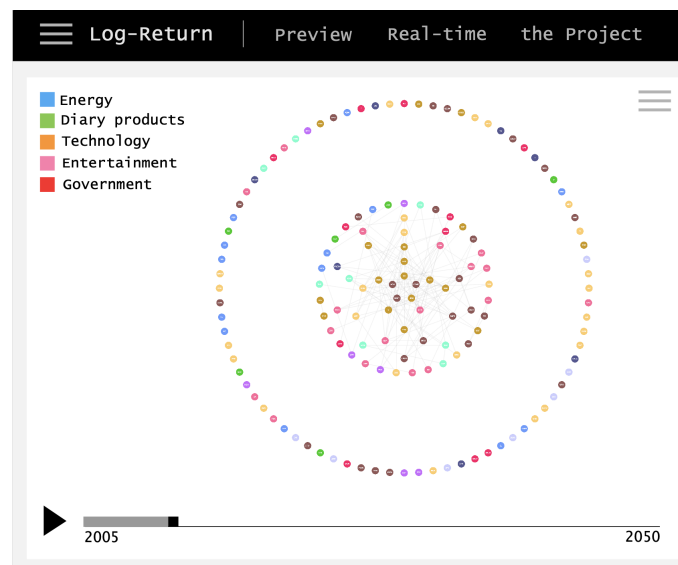 Log-Return
Preview
Real-time
the Project
Energy
Diary products
Technology
Entertainment
Government
2005
2050